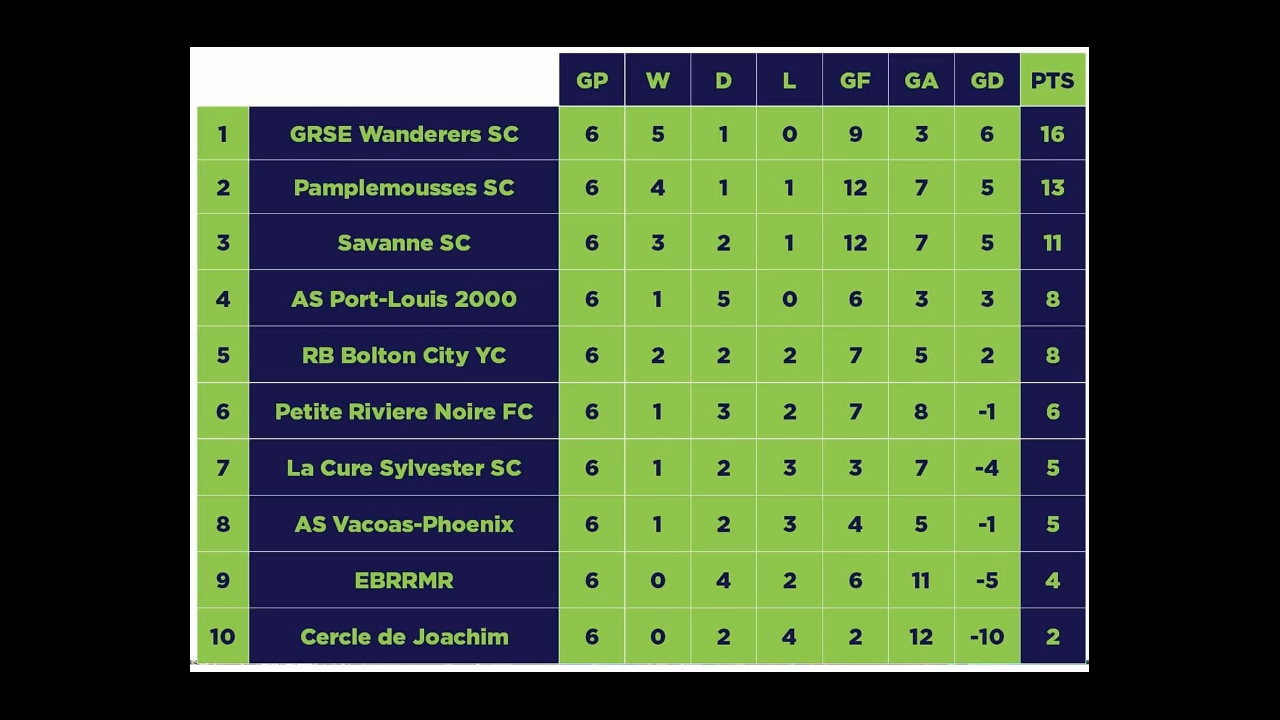 GP W D L GF GA GD PTS
1 GRSE Wanderers SC 6 5 1 0 9 3 6 16
2 Pamplemousses SC 6 4 1 1 12 7 5 13
3 Savanne SC 6 3 2 1 12 7 5 11
4 AS Port-Louis 2000 6 1 5 0 6 3 3 8
5 RB Bolton City YC 6 2 2 2 7 5 2 8
6 Petite Riviere Noire FC 6 1 3 2 7 8 -1 6
7 La Cure Sylvester SC 6 1 2 3 3 7 -4 5
8 AS Vacoas-Phoenix 6 1 2 3 4 5 -1 5
9 EBRRMR 6 0 4 2 6 11 -5 4
10 Cercle de Joachim 6 0 2 4 2 12 -10 2